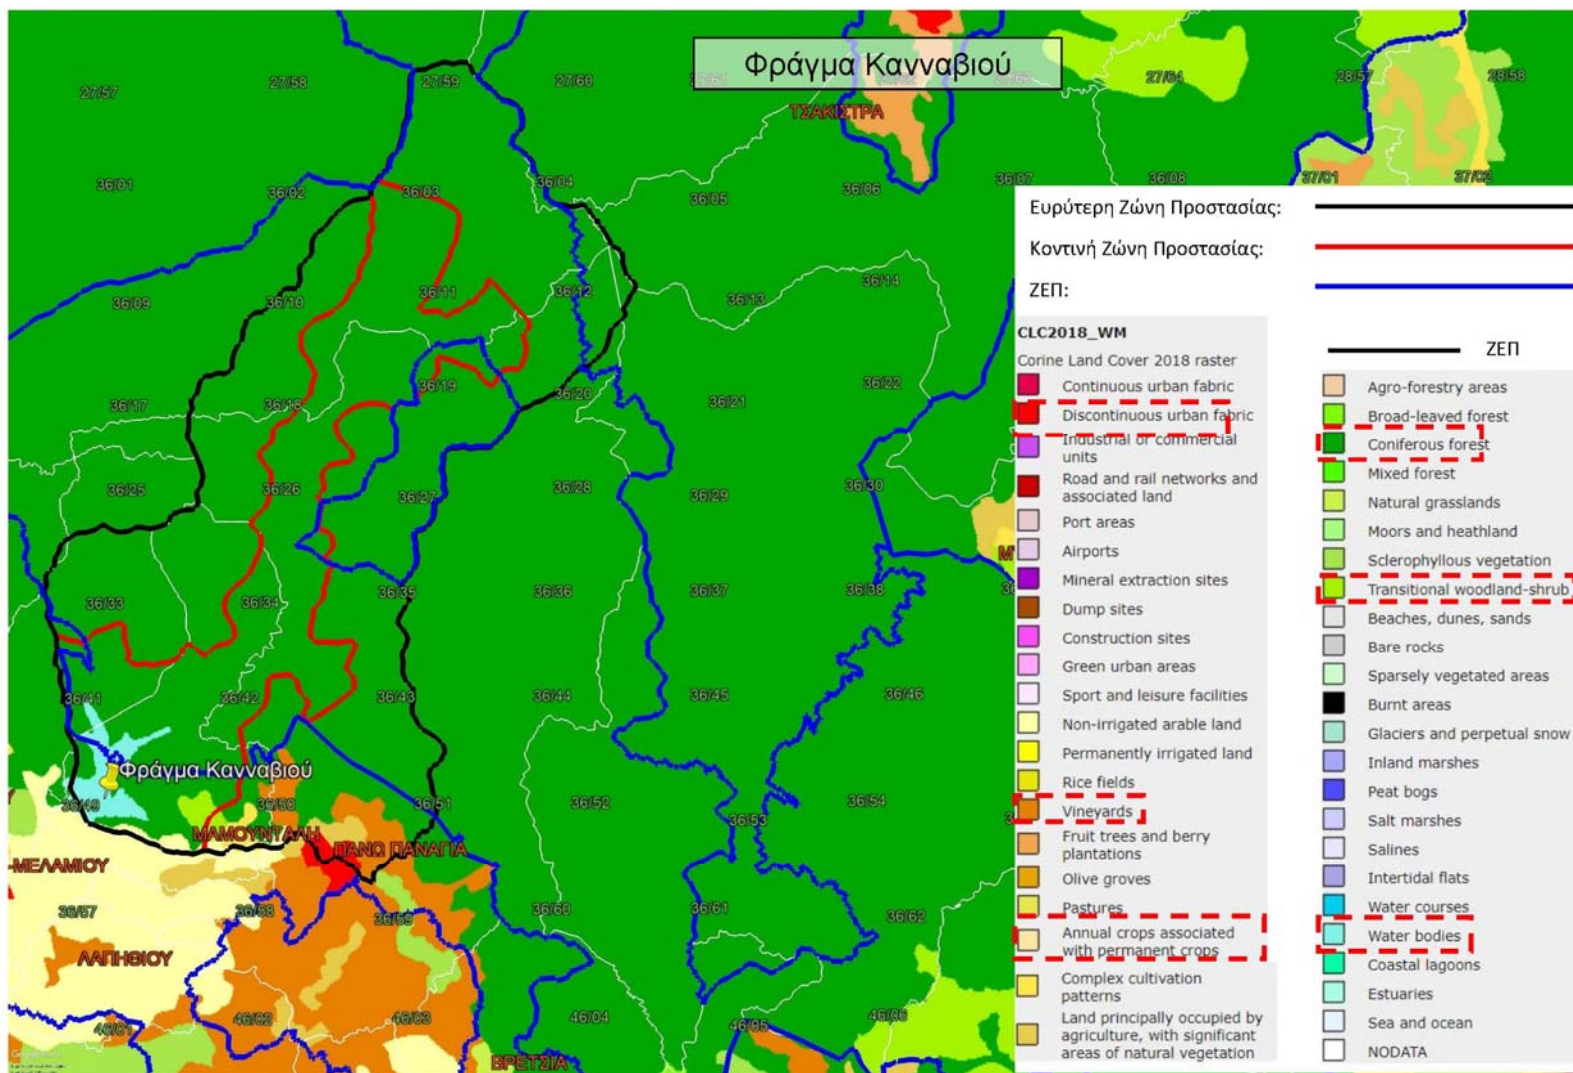 Φράγμα Κανναβιού
27/57
27/58
27/59
27/60
27/61
27/63
27/64
28/57
28/58
ΤΣΑΚΙΣΤΡΑ
36/01
36/02
36/03
36/04
36/05
36/06
36/07
36/08
37/01
37/02
36/09
36/10
36/11
36/12
36/13
36/14
36/17
36/18
36/19
36/20
36/21
36/22
36/25
36/26
36/27
36/28
36/29
36/30
36/33
36/34
36/35
36/36
36/37
36/38
36/41
36/42
36/43
36/44
36/45
36/46
Φράγμα Κανναβιού
36/49
36/50
36/51
36/52
36/53
36/54
ΜΑΜΟΥΝΤΑΛΗ
ΠΑΝΩ ΠΑΝΑΓΙΑ
-ΜΕΛΑΜΙΟΥ
36/57
36/58
36/59
36/60
36/61
36/62
ΛΑΠΗΘΙΟΥ
46/01
46/02
46/03
46/04
46/05
46/06
ΒΡΕΤΣΙΑ
Ευρύτερη Ζώνη Προστασίας:
Κοντινή Ζώνη Προστασίας:
ΖΕΠ:
CLC2018_WM
Corine Land Cover 2018 raster
Continuous urban fabric
Discontinuous urban fabric
Industrial or commercial
units
Road and rail networks and
associated land
Port areas
Airports
Mineral extraction sites
Dump sites
Construction sites
Green urban areas
Sport and leisure facilities
Non-irrigated arable land
Permanently irrigated land
Rice fields
Vineyards
Fruit trees and berry
plantations
Olive groves
Pastures
Annual crops associated
with permanent crops
Complex cultivation
patterns
Land principally occupied by
agriculture, with significant
areas of natural vegetation
ΖΕΠ
Agro-forestry areas
Broad-leaved forest
Coniferous forest
Mixed forest
Natural grasslands
Moors and heathland
Sclerophyllous vegetation
Transitional woodland-shrub
Beaches, dunes, sands
Bare rocks
Sparsely vegetated areas
Burnt areas
Glaciers and perpetual snow
Inland marshes
Peat bogs
Salt marshes
Salines
Intertidal flats
Water courses
Water bodies
Coastal lagoons
Estuaries
Sea and ocean
NODATA